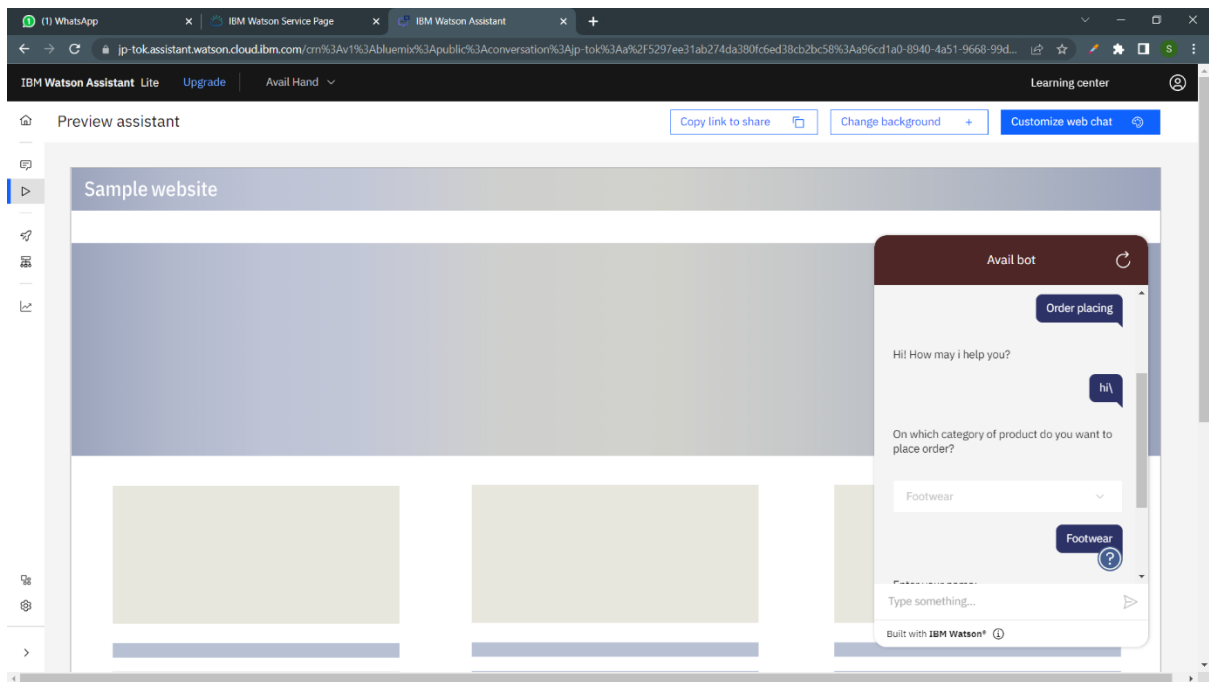 (1) WhatsApp
IBM Watson Service Page
IBM Watson Assistant
jp-tok.assistant.watson.cloud.ibm.com/crn%3Av1%3Abluemix%3Apublic%3Aconversation%3Ajp-tok%3Aa%2F5297ee31ab274da380fc6ed38cb2bc58%3Aa96cd1a0-8940-4a51-9668-99d...
S
IBM Watson Assistant Lite
Upgrade
Avail Hand
Learning center
Preview assistant
Copy link to share
Change background +
Customize web chat
Sample website
Avail bot
Order placing
Hi! How may i help you?
hi\
On which category of product do you want to
place order?
Footwear
Footwear
?
Enter your name:
Type something...
Built with IBM Watson®